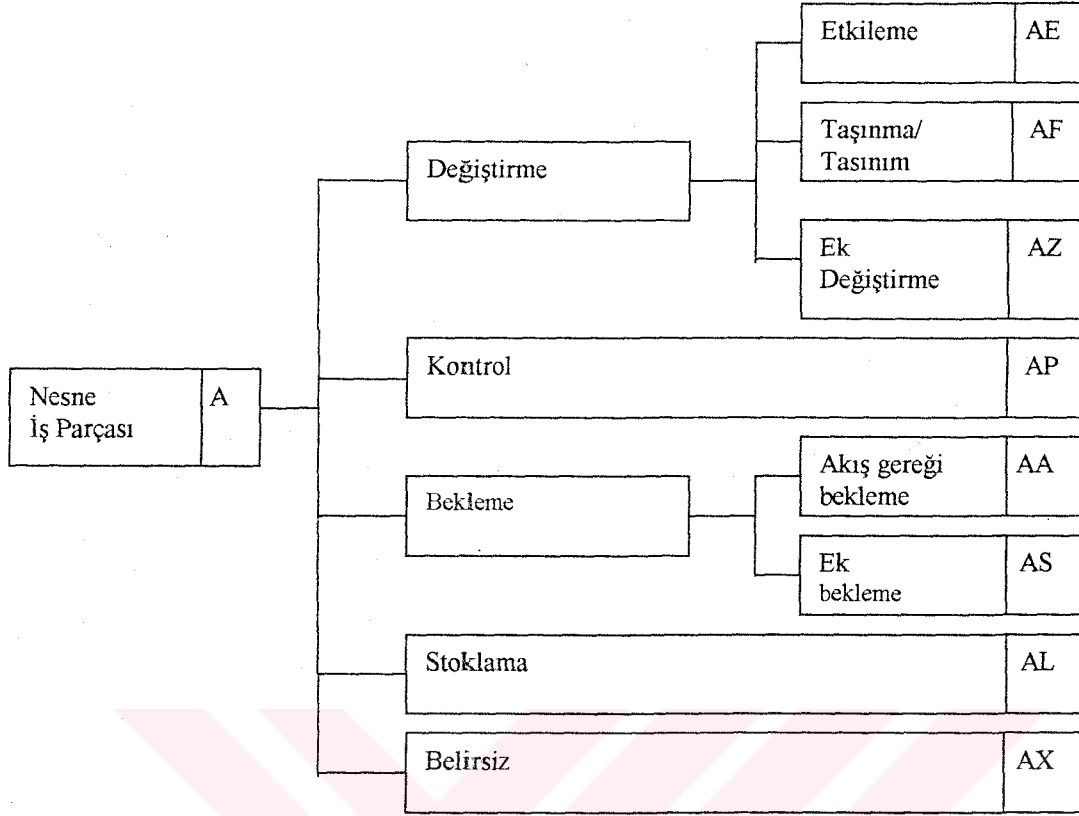 Etkileme AE
Taşınma/ AF
Tasınım
Değiştirme
Ek AZ
Değiştirme
Kontrol AP
Nesne A
İş Parçası
Akış gereği AA
bekleme
Bekleme
Ek AS
bekleme
Stoklama AL
Belirsiz AX